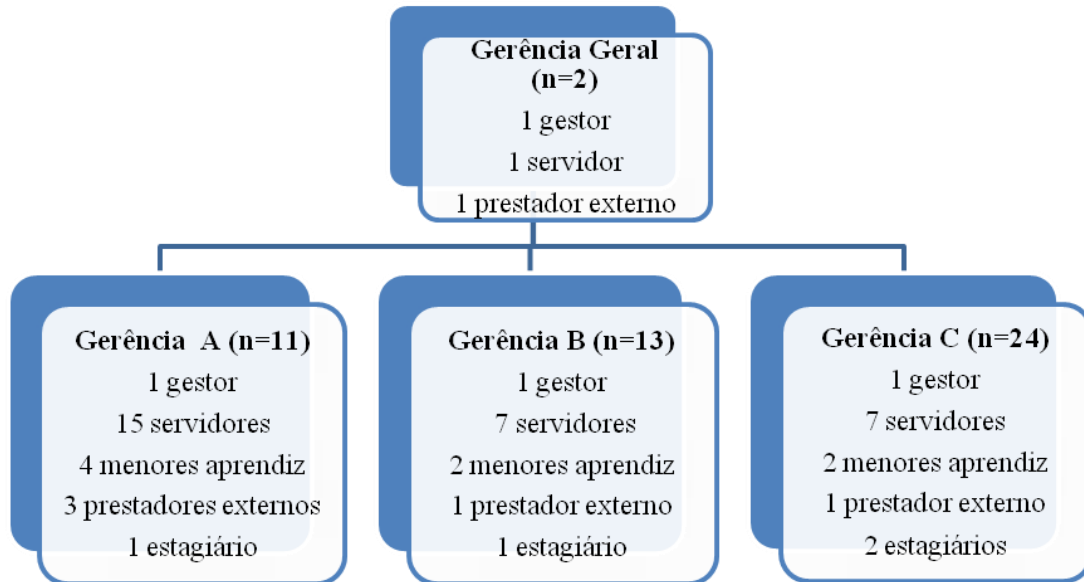 Gerência Geral
(n=2)
1 gestor
1 servidor
1 prestador externo
Gerência A (n=11)
1 gestor
15 servidores
4 menores aprendiz
3 prestadores externos
1 estagiário
Gerência B (n=13)
1 gestor
7 servidores
2 menores aprendiz
1 prestador externo
1 estagiário
Gerência C (n=24)
1 gestor
7 servidores
2 menores aprendiz
1 prestador externo
2 estagiários